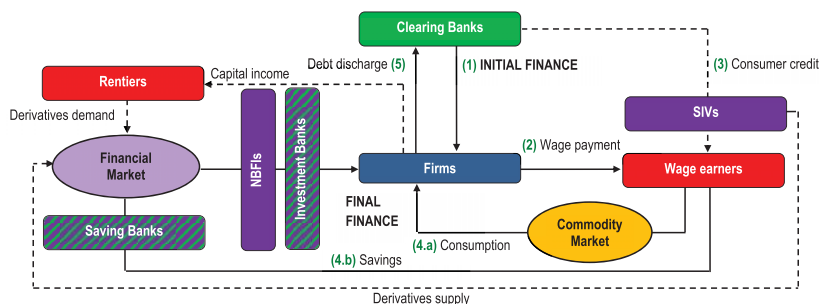 Clearing Banks
Debt discharge (5)
(1) INITIAL FINANCE
(3) Consumer credit
Rentiers
Capital income
Derivatives demand
SIVs
Financial
Market
NBFIs
Investment Banks
Firms
(2) Wage payment
Wage earners
FINAL
FINANCE
Saving Banks
(4.a) Consumption
Commodity
Market
(4.b) Savings
Derivatives supply